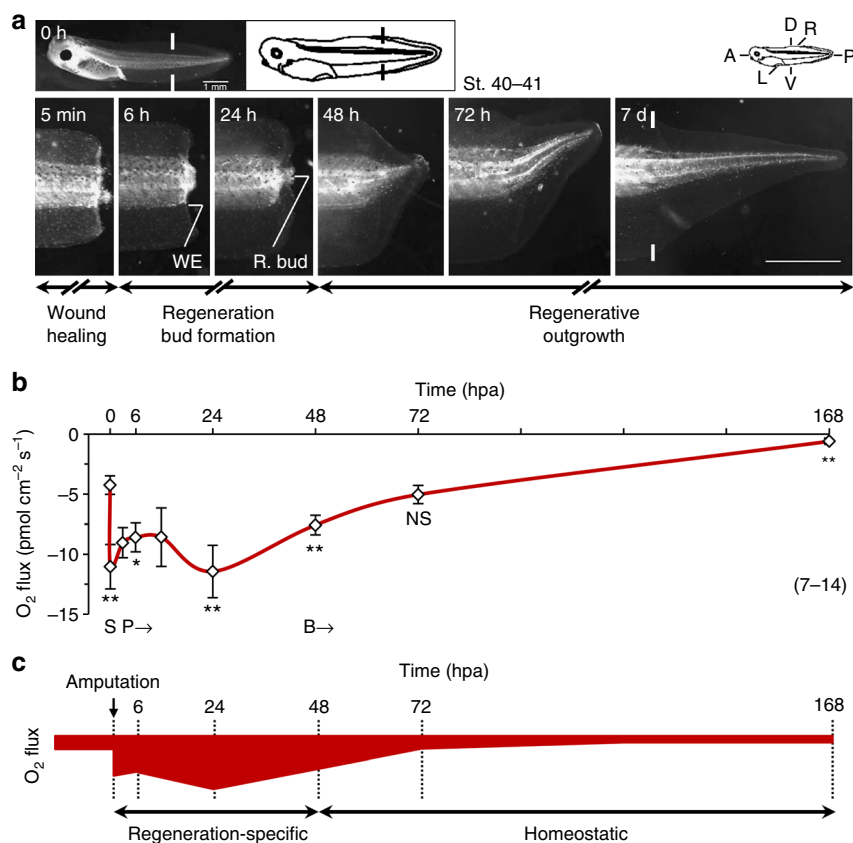 a
0 h
1 mm
St. 40–41
D
R
A
P
L
V
5 min
6 h
24 h
48 h
72 h
7 d
WE
R. bud
Wound
healing
Regeneration
bud formation
Regenerative
outgrowth
b
Time (hpa)
0 6 24 48 72 168
O2 flux (pmol cm−2 s−1)
0
−5
−10
−15
**
*
**
**
NS
**
(7–14)
S P→ B→
c
Time (hpa)
Amputation
6 24 48 72 168
O2 flux
Regeneration-specific
Homeostatic